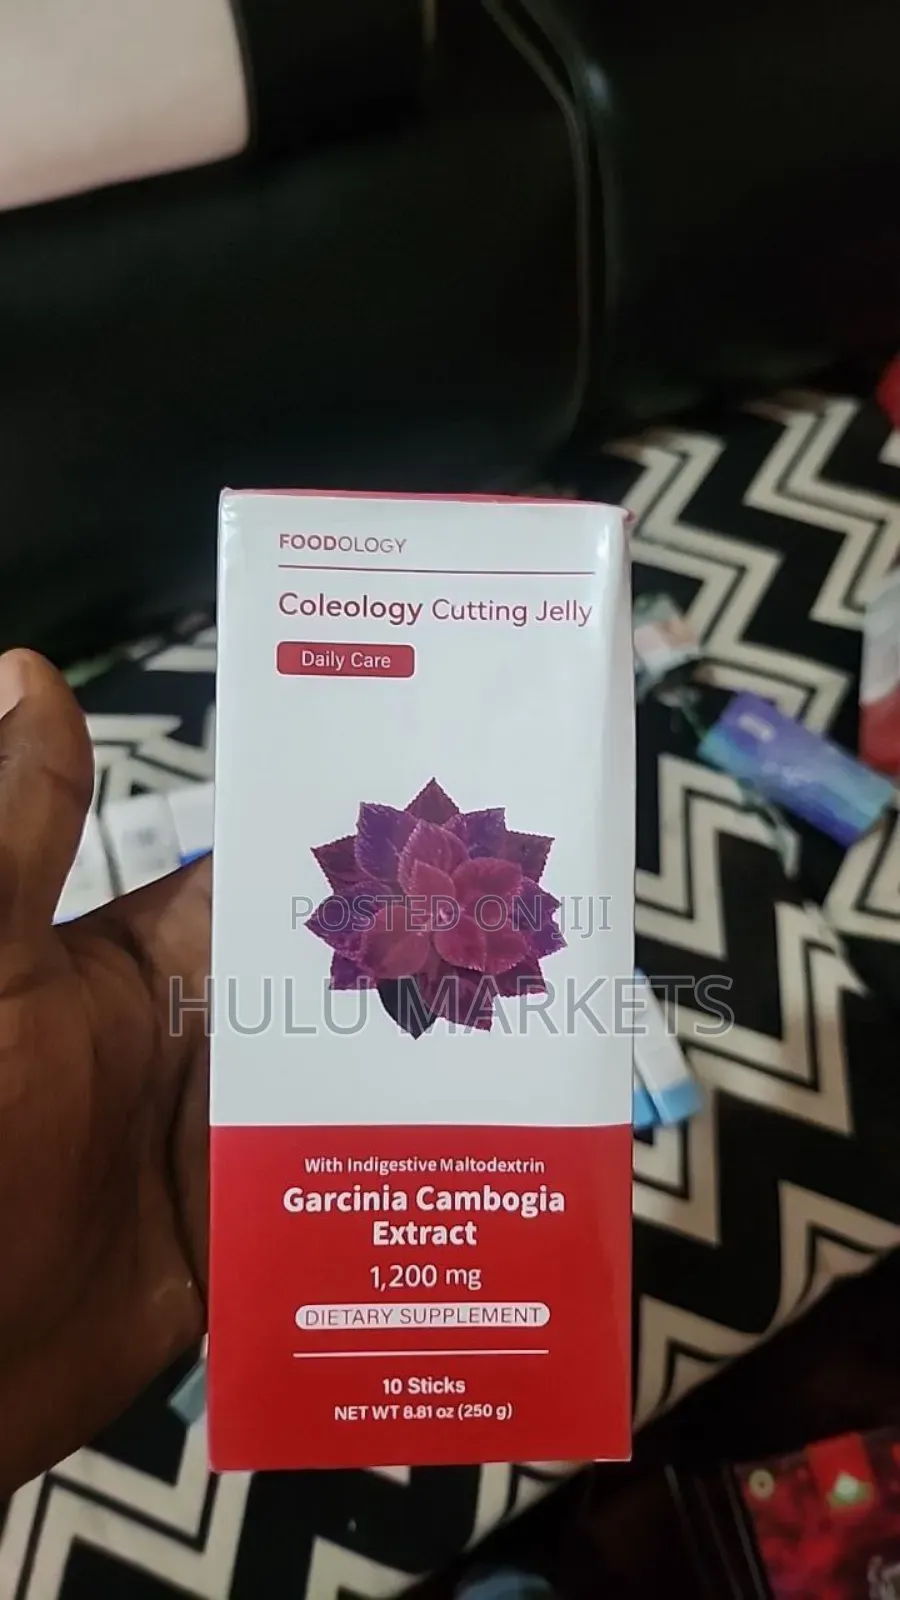 FOODOLOGY
Coleology Cutting Jelly
Daily Care
POSTED ON JIJI
HULU MARKETS
With Indigestive Maltodextrin
Garcinia Cambogia
Extract
1,200 mg
DIETARY SUPPLEMENT
10 Sticks
NET WT 8.81 oz (250 g)